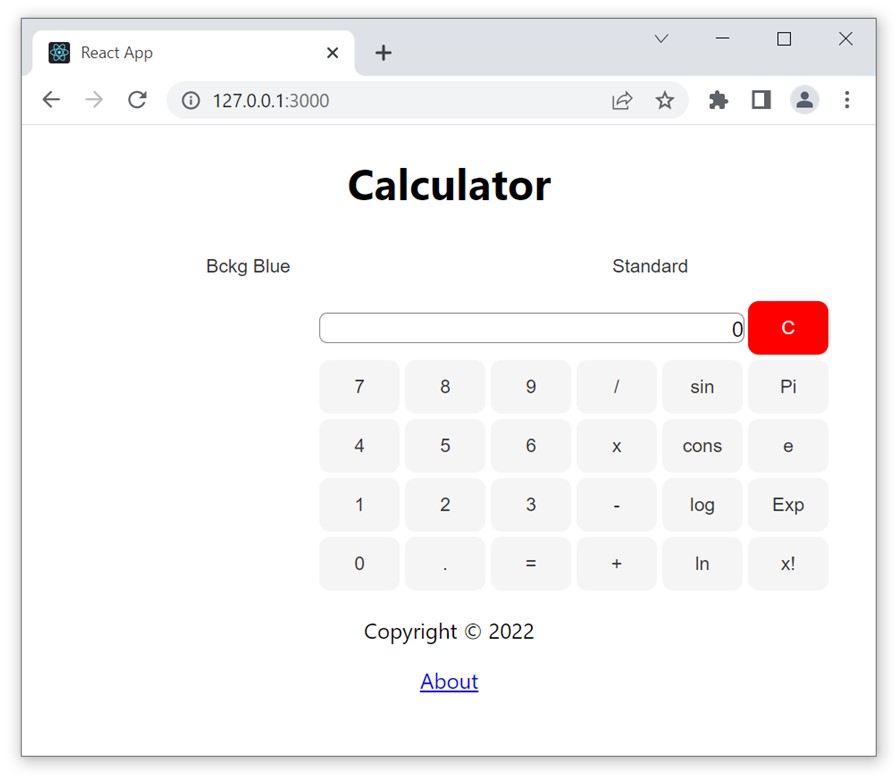 React App
127.0.0.1:3000
Calculator
Bckg Blue Standard
0 C
7 8 9 / sin Pi
4 5 6 x cons e
1 2 3 - log Exp
0 . = + ln x!
Copyright © 2022
About